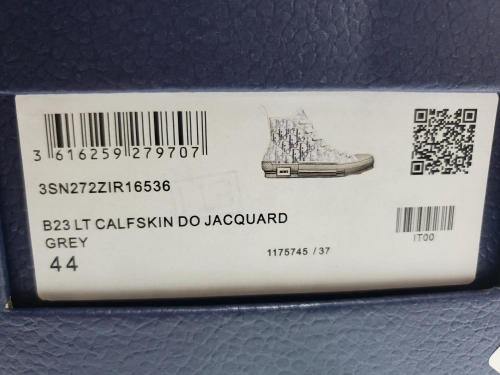 3 616259 279707
3SN272ZIR16536
B23 LT CALFSKIN DO JACQUARD
GREY
44
1175745 / 37
IT00